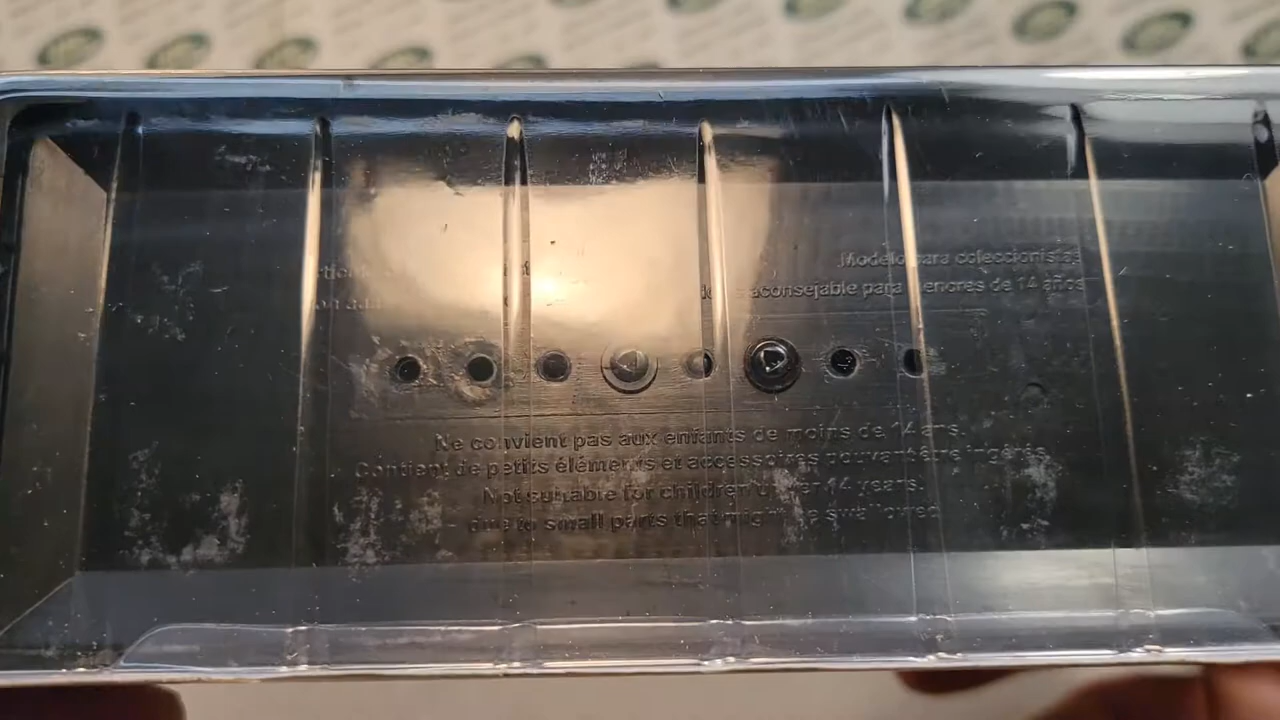 Modelo para coleccionistas
aconsejable para menores de 14 años
Ne convient pas aux enfants de moins de 14 ans.
Contient de petits éléments et accessoires pouvant être ingérés
Not suitable for children under 14 years.
due to small parts that might be swallowed